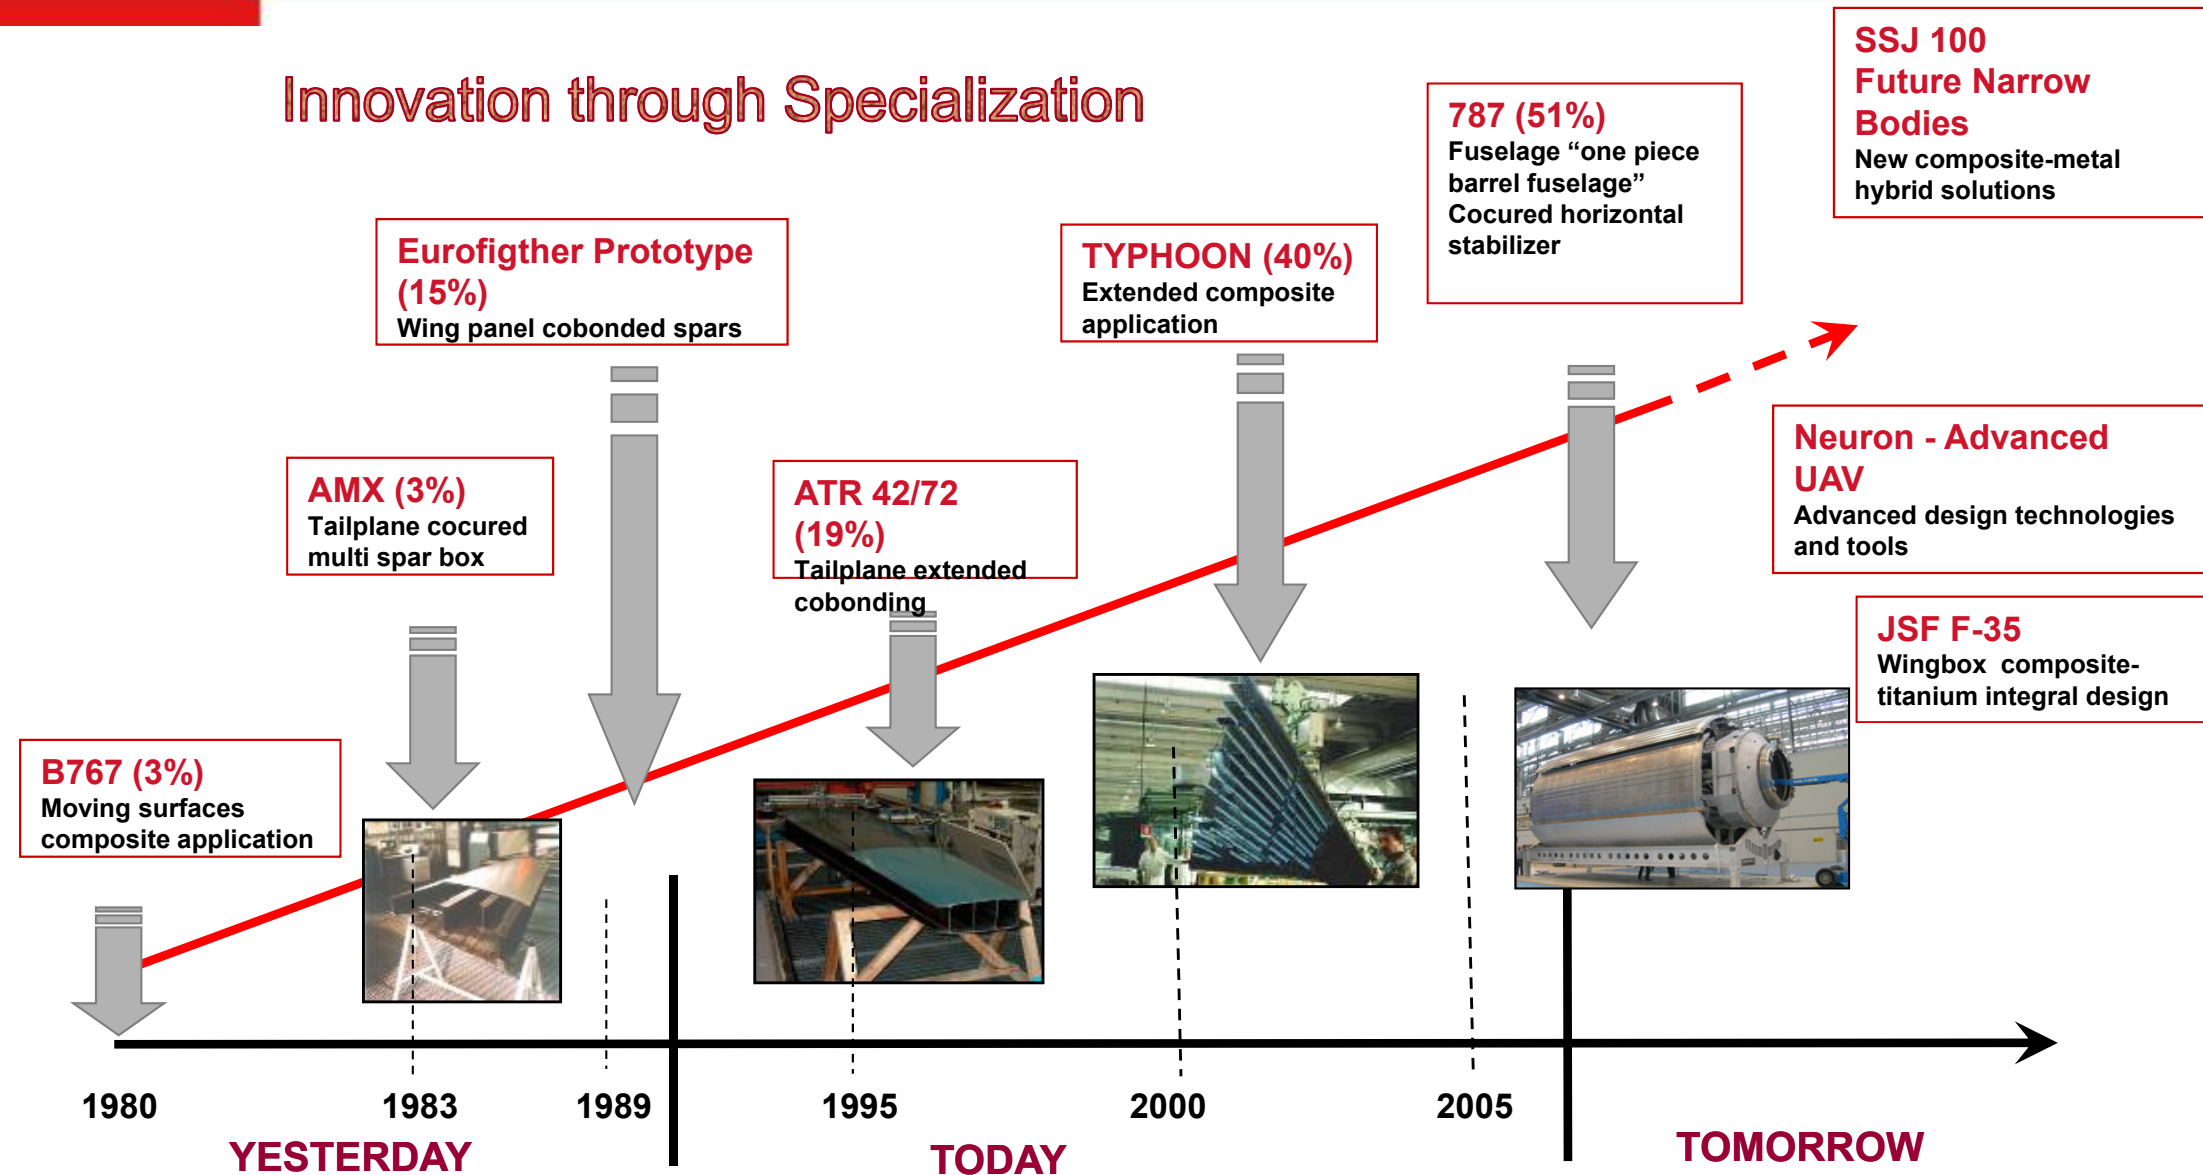 Innovation through Specialization
SSJ 100
Future Narrow
Bodies
New composite-metal
hybrid solutions
787 (51%)
Fuselage “one piece
barrel fuselage”
Cocured horizontal
stabilizer
Eurofigther Prototype
(15%)
Wing panel cobonded spars
TYPHOON (40%)
Extended composite
application
AMX (3%)
Tailplane cocured
multi spar box
ATR 42/72
(19%)
Tailplane extended
cobonding
Neuron - Advanced
UAV
Advanced design technologies
and tools
JSF F-35
Wingbox  composite-
titanium integral design
B767 (3%)
Moving surfaces
composite application
1980
1983
1989
1995
2000
2005
YESTERDAY
TODAY
TOMORROW